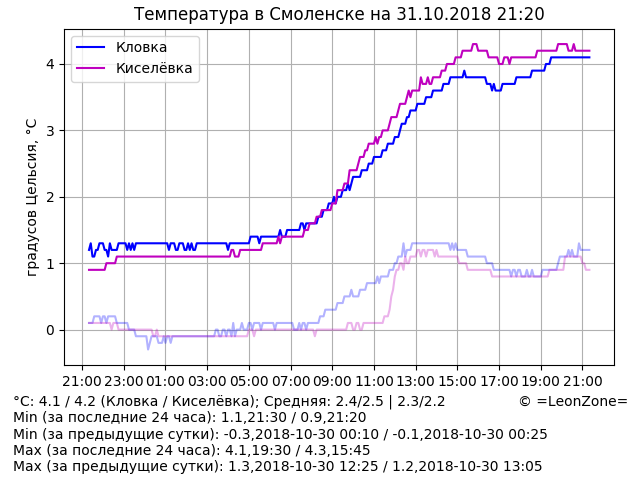 Температура в Смоленске на 31.10.2018 21:20
Кловка
Киселёвка
градусов Цельсия, °C
4
3
2
1
0
21:00 23:00 01:00 03:00 05:00 07:00 09:00 11:00 13:00 15:00 17:00 19:00 21:00
°C: 4.1 / 4.2 (Кловка / Киселёвка); Средняя: 2.4/2.5 | 2.3/2.2 © =LeonZone=
Min (за последние 24 часа): 1.1,21:30 / 0.9,21:20
Min (за предыдущие сутки): -0.3,2018-10-30 00:10 / -0.1,2018-10-30 00:25
Max (за последние 24 часа): 4.1,19:30 / 4.3,15:45
Max (за предыдущие сутки): 1.3,2018-10-30 12:25 / 1.2,2018-10-30 13:05